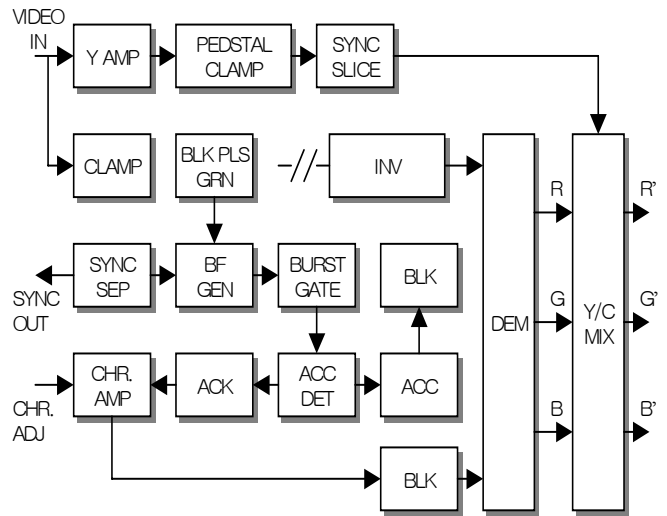 VIDEO
IN
Y AMP
PEDSTAL
CLAMP
SYNC
SLICE
CLAMP
BLK PLS
GRN
INV
R
R'
SYNC
SEP
BF
GEN
BURST
GATE
BLK
SYNC
OUT
DEM
G
Y/C
MIX
G'
CHR.
AMP
ACK
ACC
DET
ACC
CHR.
ADJ
B
B'
BLK